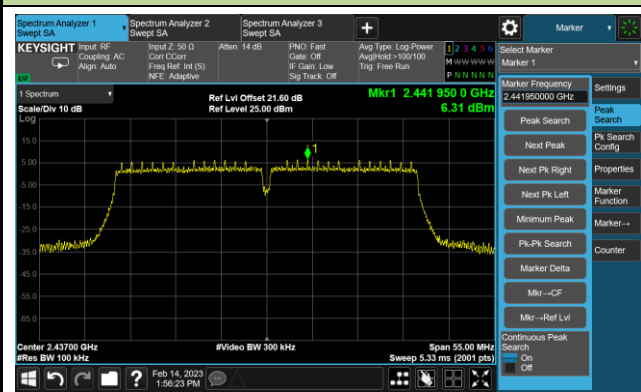 Spectrum Analyzer 1
Swept SA
Spectrum Analyzer 2
Swept SA
Spectrum Analyzer 3
Swept SA
+
Marker
KEYSIGHT
Input: RF
Coupling: AC
Align: Auto
Input Z: 50 Ω
Corr CCorr
Freq Ref: Int (S)
NFE: Adaptive
Atten: 14 dB
PNO: Fast
Gate: Off
IF Gain: Low
Sig Track: Off
Avg Type: Log-Power
Avg|Hold:>100/100
Trig: Free Run
1 2 3 4 5 6
M W W W W W
P N N N N N
LXI
Select Marker
Marker 1
1 Spectrum
Scale/Div 10 dB
Log
Ref Lvl Offset 21.60 dB
Ref Level 25.00 dBm
Mkr1 2.441 950 0 GHz
6.31 dBm
1
15.0
5.00
-5.00
-15.0
-25.0
-35.0
-45.0
-55.0
-65.0
Center 2.43700 GHz
#Res BW 100 kHz
#Video BW 300 kHz
Span 55.00 MHz
Sweep 5.33 ms (2001 pts)
Marker Frequency
2.441950000 GHz
Peak Search
Next Peak
Next Pk Right
Next Pk Left
Minimum Peak
Pk-Pk Search
Marker Delta
Mkr→CF
Mkr→Ref Lvl
Continuous Peak
Search
On
Off
Settings
Peak
Search
Pk Search
Config
Properties
Marker
Function
Marker→
Counter
?
Feb 14, 2023
1:56:23 PM